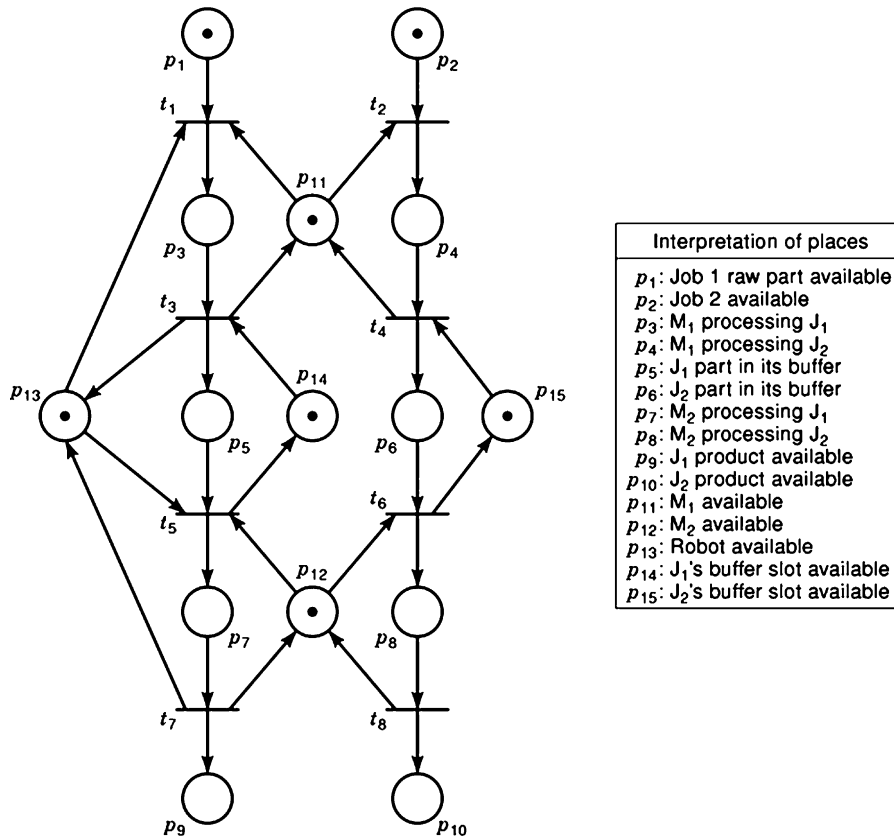 p1
p2
t1
t2
p11
p3
p4
t3
t4
p13
p14
p15
p5
p6
t5
t6
p12
p7
p8
t7
t8
p9
p10
Interpretation of places
p1: Job 1 raw part available
p2: Job 2 available
p3: M1 processing J1
p4: M1 processing J2
p5: J1 part in its buffer
p6: J2 part in its buffer
p7: M2 processing J1
p8: M2 processing J2
p9: J1 product available
p10: J2 product available
p11: M1 available
p12: M2 available
p13: Robot available
p14: J1's buffer slot available
p15: J2's buffer slot available